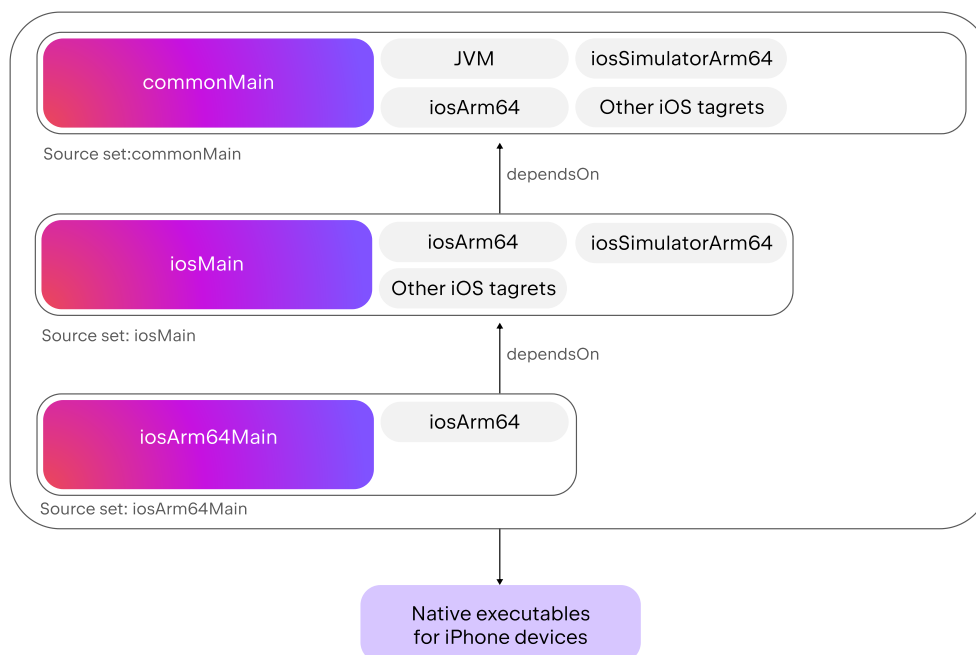 commonMain
JVM
iosSimulatorArm64
iosArm64
Other iOS tagrets
Source set:commonMain
dependsOn
iosMain
iosArm64
iosSimulatorArm64
Other iOS tagrets
Source set: iosMain
dependsOn
iosArm64Main
iosArm64
Source set: iosArm64Main
Native executables
for iPhone devices